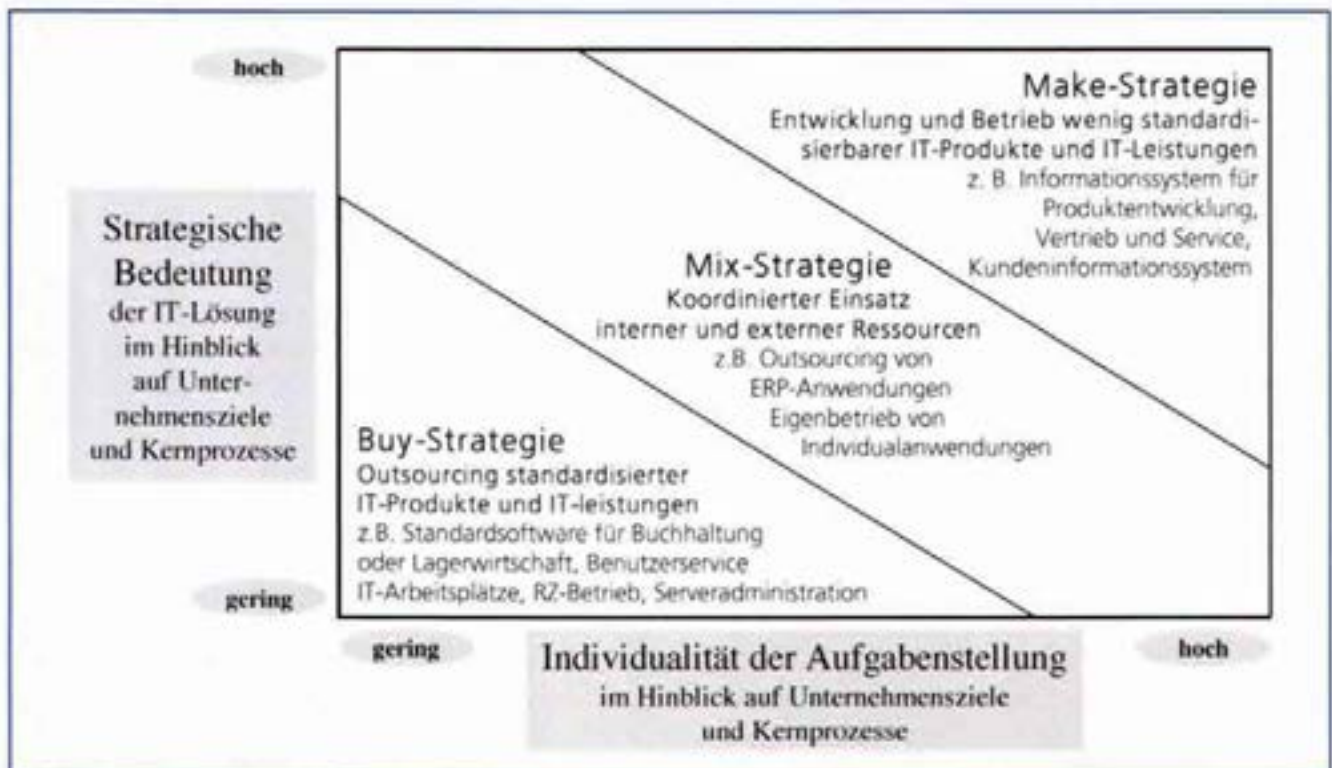 hoch
Strategische
Bedeutung
der IT-Lösung
im Hinblick
auf Unter-
nehmensziele
und Kernprozesse
gering
Make-Strategie
Entwicklung und Betrieb wenig standardi-
sierbarer IT-Produkte und IT-Leistungen
z. B. Informationssystem für
Produktentwicklung,
Vertrieb und Service,
Kundeninformationssystem
Mix-Strategie
Koordinierter Einsatz
interner und externer Ressourcen
z.B. Outsourcing von
ERP-Anwendungen
Eigenbetrieb von
Individualanwendungen
Buy-Strategie
Outsourcing standardisierter
IT-Produkte und IT-leistungen
z.B. Standardsoftware für Buchhaltung
oder Lagerwirtschaft, Benutzerservice
IT-Arbeitsplätze, RZ-Betrieb, Serveradministration
gering
Individualität der Aufgabenstellung
im Hinblick auf Unternehmensziele
und Kernprozesse
hoch